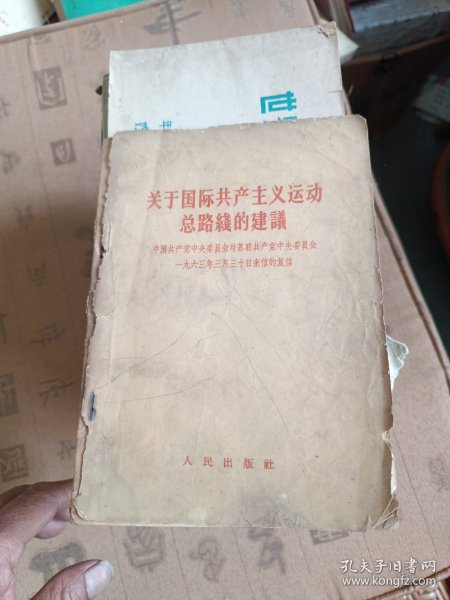 关于国际共产主义运动
总路綫的建議
中国共产党中央委員会对苏联共产党中央委員会
一九六三年三月三十日来信的复信
人民出版社
孔夫子旧书网
www.kongfz.com